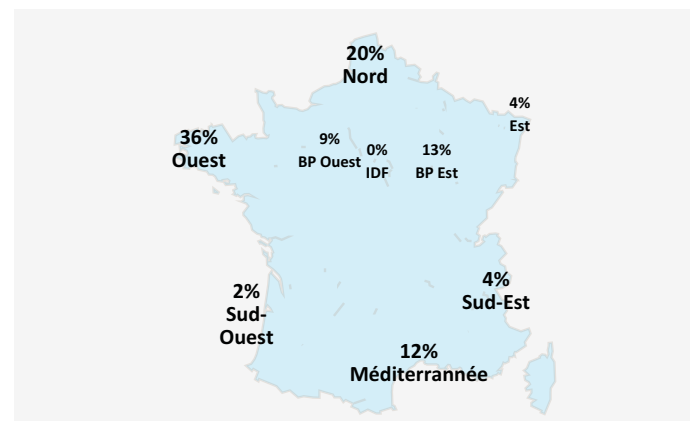 20%
Nord
4%
Est
36%
Ouest
9%
BP Ouest
0%
IDF
13%
BP Est
2%
Sud-
Ouest
4%
Sud-Est
12%
Méditerrannée